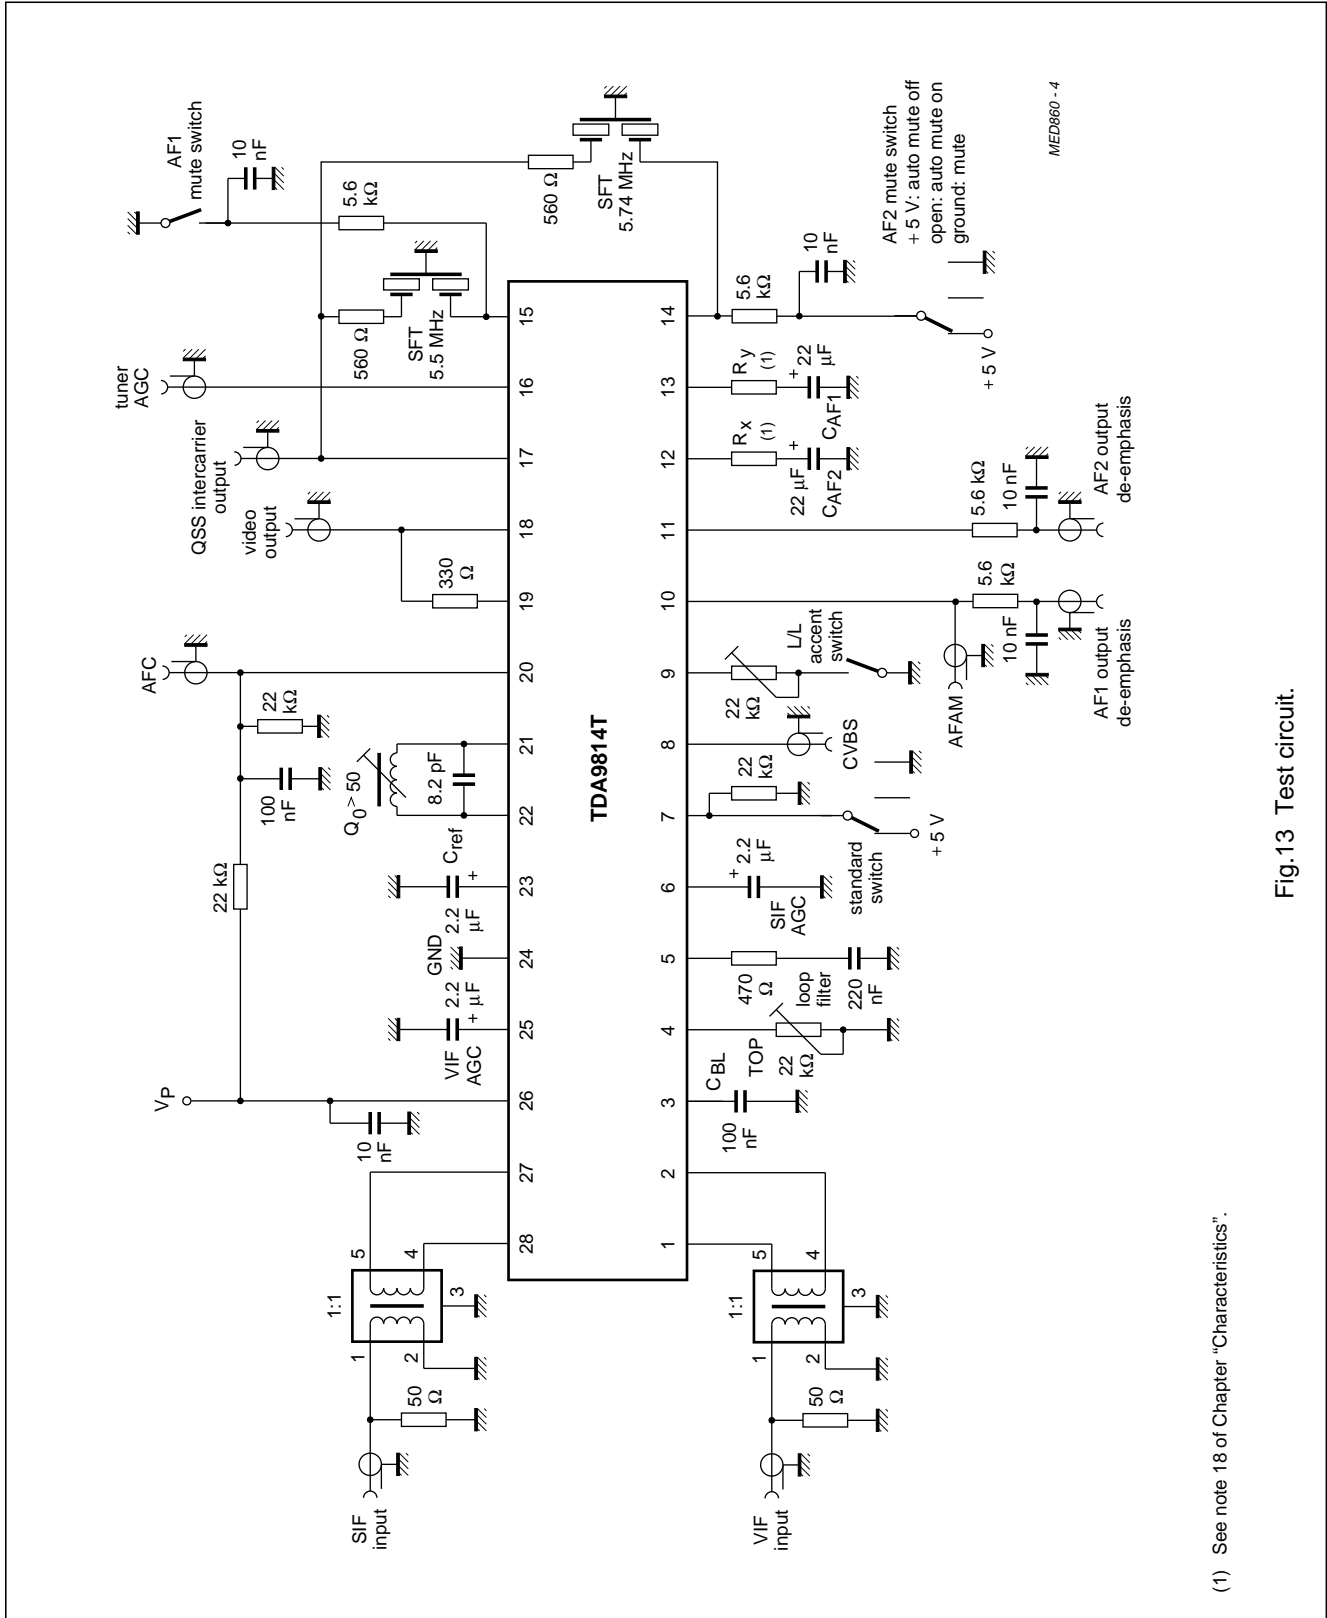 AF1
mute switch
10
nF
5.6
kΩ
tuner
AGC
QSS intercarrier
output
video
output
AFC
560 Ω
SFT
5.5 MHz
560 Ω
SFT
5.74 MHz
330
Ω
22
kΩ
100
nF
22 kΩ
Q0 > 50
8.2 pF
Cref
2.2
μF
+
GND
2.2
μF
+
VIF
AGC
VP
10
nF
1:1
5
4
3
1
2
50
Ω
SIF
input
28
27
26
25
24
23
22
21
20
19
18
17
16
15
TDA9814T
1
2
3
4
5
6
7
8
9
10
11
12
13
14
1:1
5
4
3
1
2
50
Ω
VIF
input
CBL
100
nF
TOP
22
kΩ
470
Ω
loop
filter
220
nF
+ 2.2
μF
SIF
AGC
22
kΩ
standard
switch
+ 5 V
CVBS
22
kΩ
L/L
accent
switch
AFAM
5.6
kΩ
10 nF
AF1 output
de-emphasis
5.6 kΩ
10 nF
AF2 output
de-emphasis
Rx
(1)
22 μF
+
CAF2
Ry
(1)
+ 22
μF
CAF1
5.6
kΩ
10
nF
+ 5 V
AF2 mute switch
+ 5 V: auto mute off
open: auto mute on
ground: mute
MED860 - 4
(1) See note 18 of Chapter “Characteristics”.
Fig.13 Test circuit.